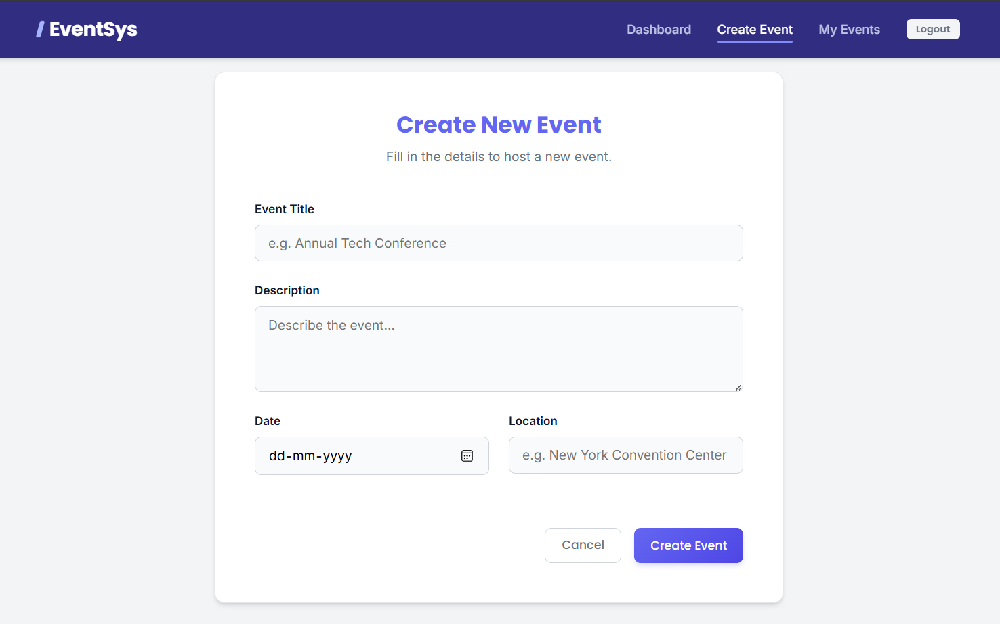 EventSys
Dashboard
Create Event
My Events
Logout
Create New Event
Fill in the details to host a new event.
Event Title
e.g. Annual Tech Conference
Description
Describe the event...
Date
Location
dd-mm-yyyy
e.g. New York Convention Center
Cancel
Create Event